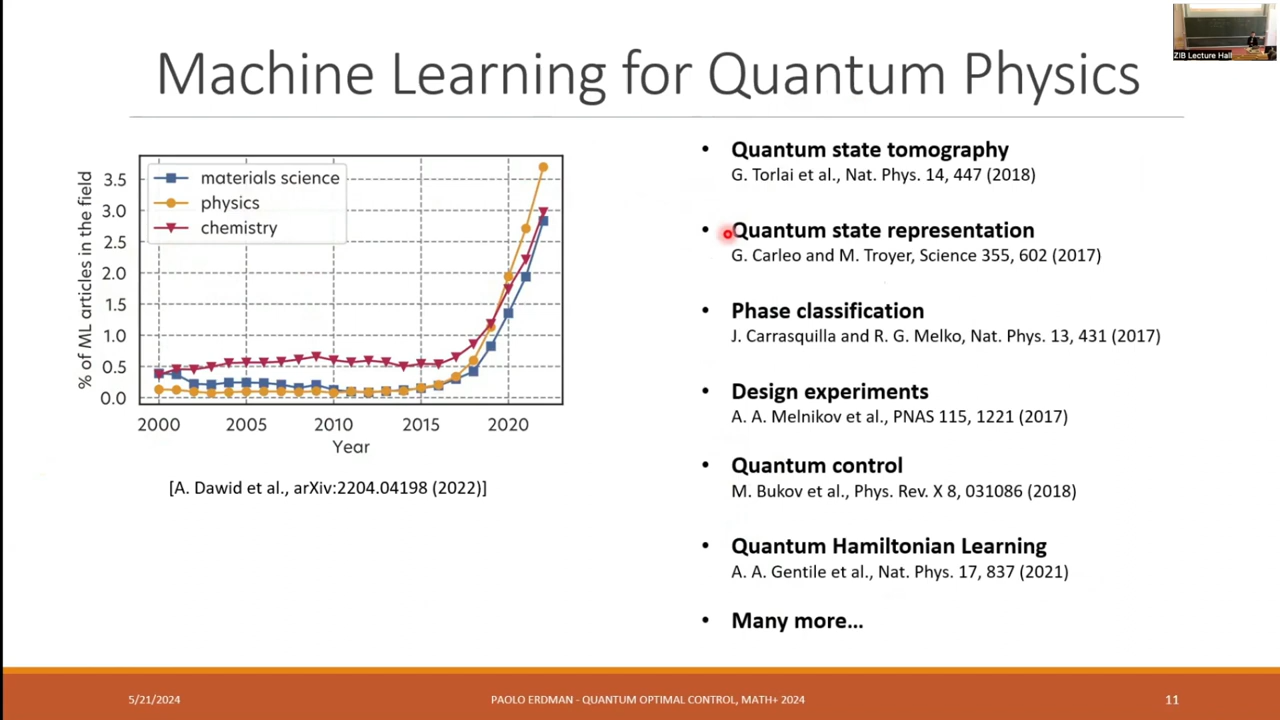 Machine Learning for Quantum Physics
ZIB Lecture Hall
% of ML articles in the field
3.5
3.0
2.5
2.0
1.5
1.0
0.5
0.0
materials science
physics
chemistry
2000 2005 2010 2015 2020
Year
[A. Dawid et al., arXiv:2204.04198 (2022)]
• Quantum state tomography
G. Torlai et al., Nat. Phys. 14, 447 (2018)
• Quantum state representation
G. Carleo and M. Troyer, Science 355, 602 (2017)
• Phase classification
J. Carrasquilla and R. G. Melko, Nat. Phys. 13, 431 (2017)
• Design experiments
A. A. Melnikov et al., PNAS 115, 1221 (2017)
• Quantum control
M. Bukov et al., Phys. Rev. X 8, 031086 (2018)
• Quantum Hamiltonian Learning
A. A. Gentile et al., Nat. Phys. 17, 837 (2021)
• Many more…
5/21/2024
PAOLO ERDMAN - QUANTUM OPTIMAL CONTROL, MATH+ 2024
11